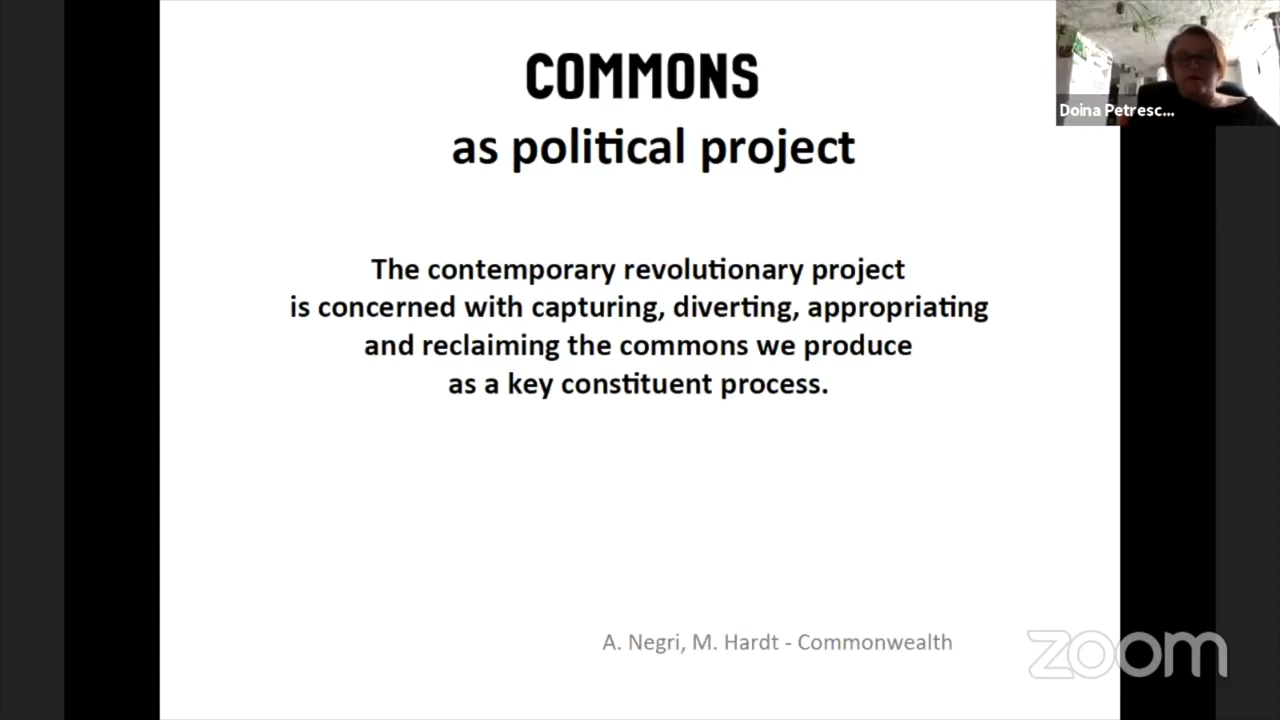 COMMONS
as political project
Doina Petresc...
The contemporary revolutionary project
is concerned with capturing, diverting, appropriating
and reclaiming the commons we produce
as a key constituent process.
A. Negri, M. Hardt - Commonwealth
zoom